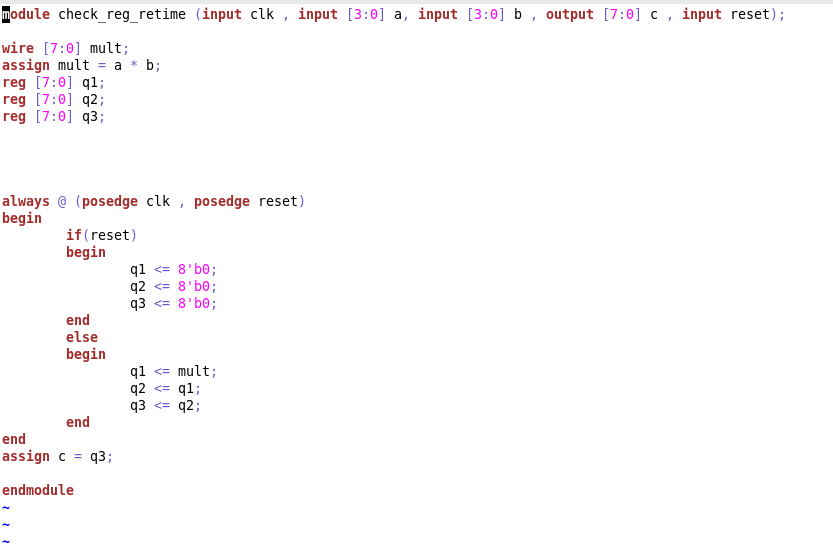 module check_reg_retime (input clk , input [3:0] a, input [3:0] b , output [7:0] c , input reset);
wire [7:0] mult;
assign mult = a * b;
reg [7:0] q1;
reg [7:0] q2;
reg [7:0] q3;
always @ (posedge clk , posedge reset)
begin
if(reset)
begin
q1 <= 8'b0;
q2 <= 8'b0;
q3 <= 8'b0;
end
else
begin
q1 <= mult;
q2 <= q1;
q3 <= q2;
end
end
assign c = q3;
endmodule
~
~
~